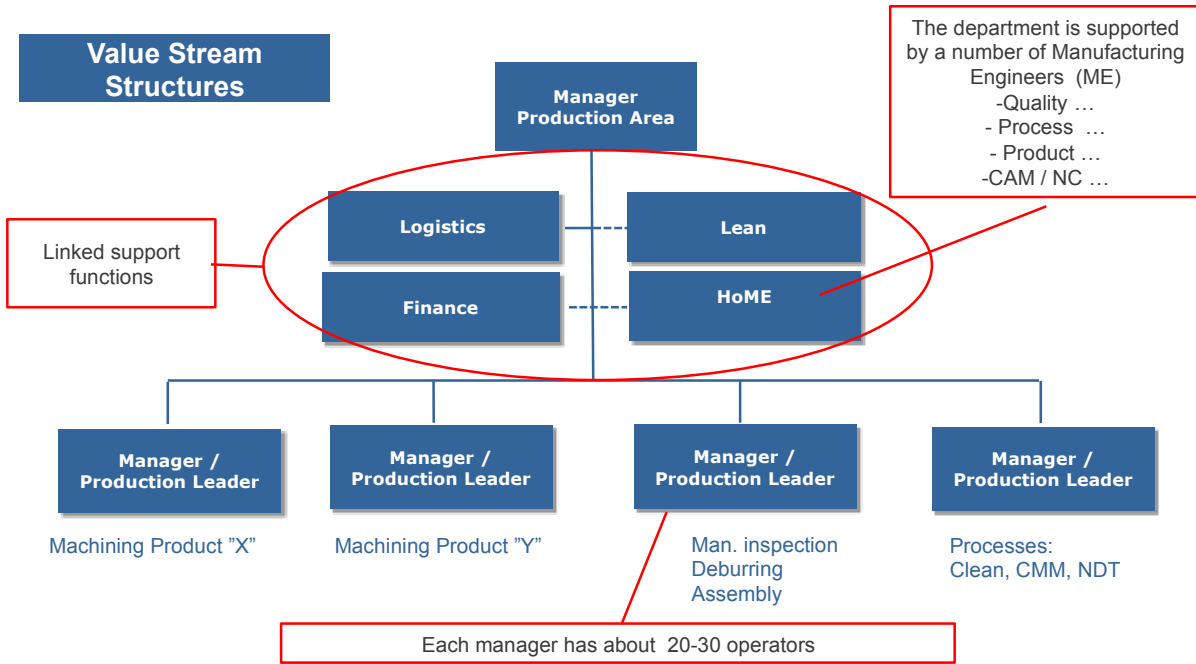 Value Stream
Structures
The department is supported
by a number of Manufacturing
Engineers (ME)
-Quality …
- Process …
- Product …
-CAM / NC …
Manager
Production Area
Linked support
functions
Logistics
Lean
Finance
HoME
Manager /
Production Leader
Manager /
Production Leader
Manager /
Production Leader
Manager /
Production Leader
Machining Product ”X”
Machining Product ”Y”
Man. inspection
Deburring
Assembly
Processes:
Clean, CMM, NDT
Each manager has about 20-30 operators